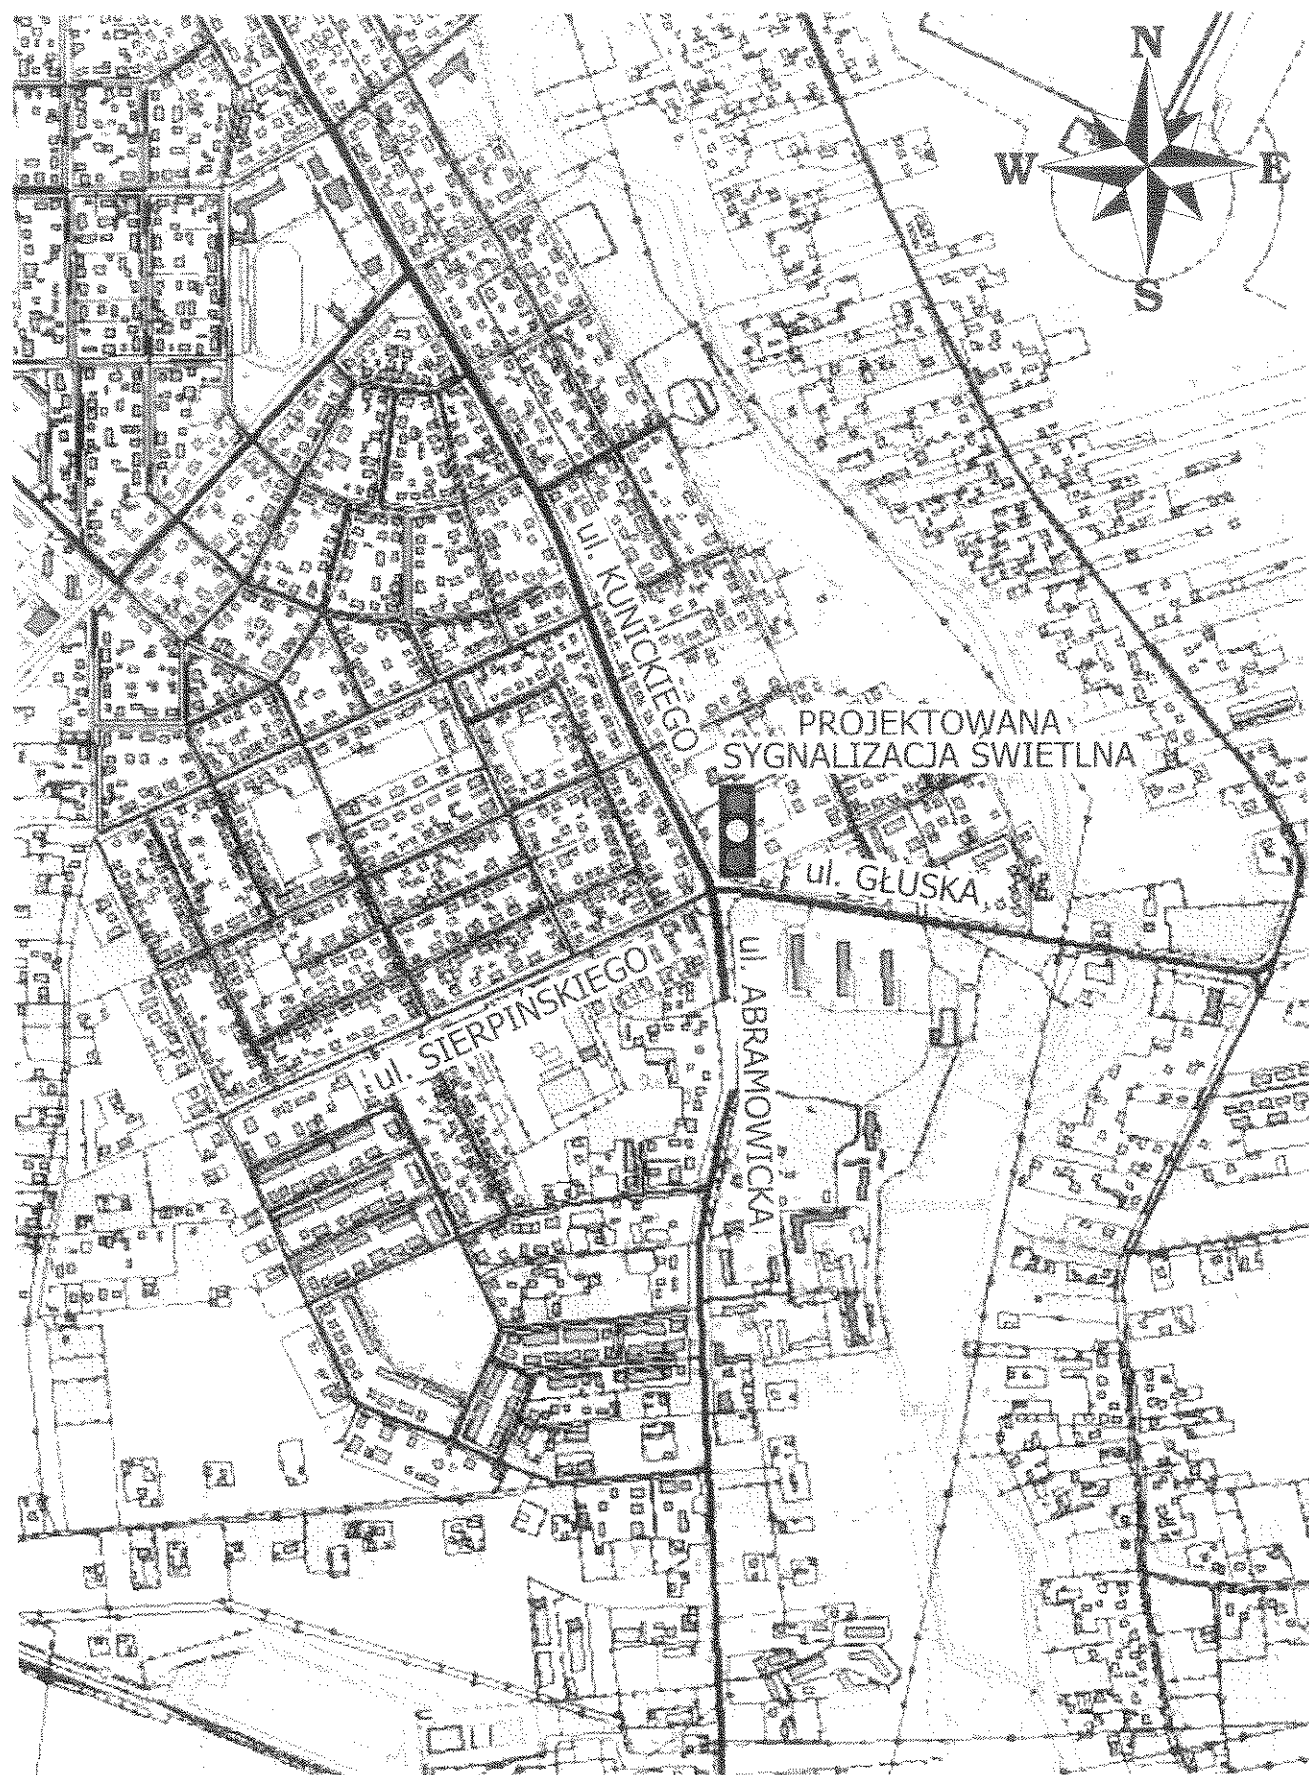 N
W
E
S
ul. KUNICKIEGO
PROJEKTOWANA
SYGNALIZACJA ŚWIETLNA
ul. GŁUSKA
ul. ABRAMOWICKA
ul. SIERPIŃSKIEGO